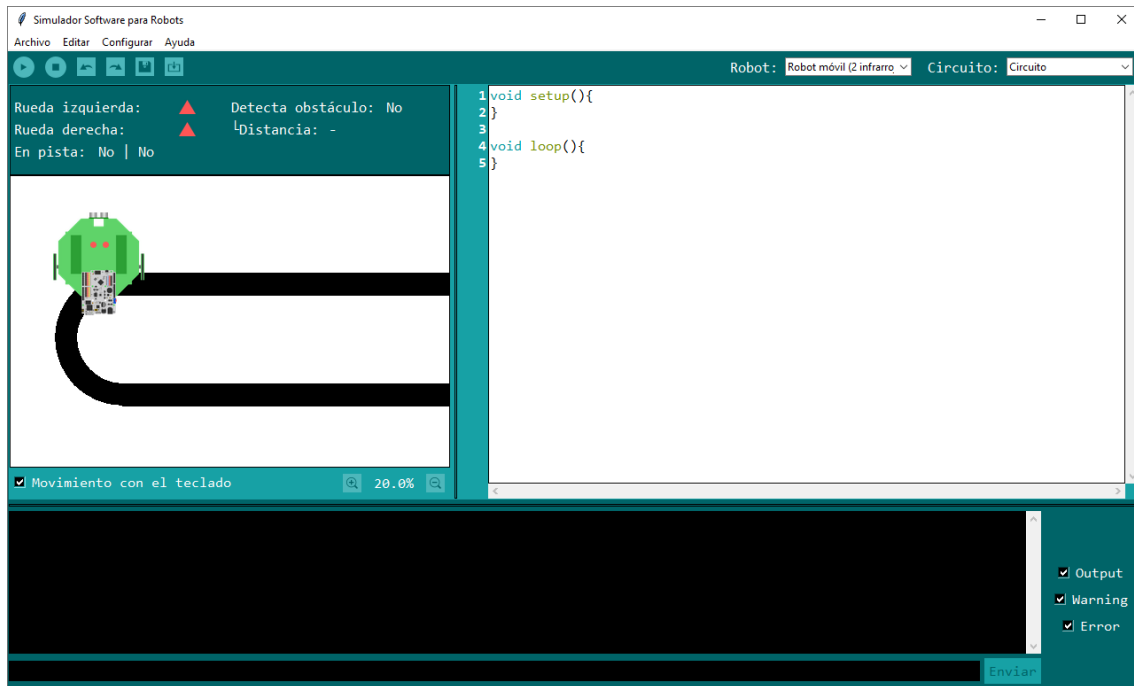 Simulador Software para Robots
Archivo Editar Configurar Ayuda
Robot: Robot móvil (2 infrarro Circuito: Circuito
Rueda izquierda: Detecta obstáculo: No
Rueda derecha: └Distancia: -
En pista: No | No
1 void setup(){
2 }
3
4 void loop(){
5 }
Movimiento con el teclado 20.0%
Output
Warning
Error
Enviar